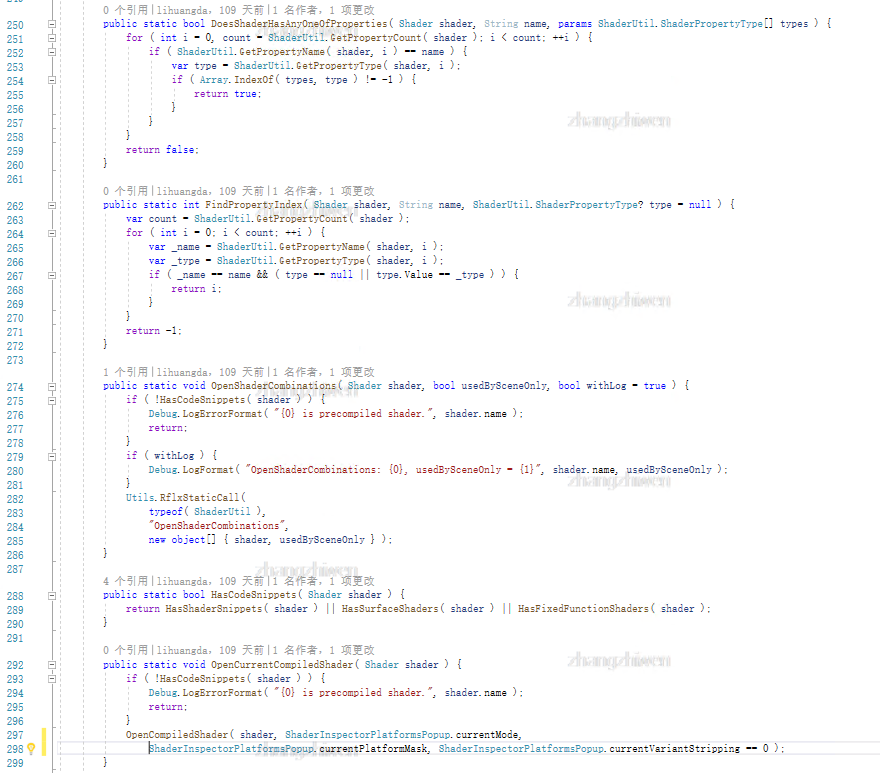 0 个引用|lihuangda，109 天前|1 名作者，1 项更改
250 public static bool DoesShaderHasAnyOneOfProperties( Shader shader, String name, params ShaderUtil.ShaderPropertyType[] types ) {
251 for ( int i = 0, count = ShaderUtil.GetPropertyCount( shader ); i < count; ++i ) {
252 if ( ShaderUtil.GetPropertyName( shader, i ) == name ) {
253 var type = ShaderUtil.GetPropertyType( shader, i );
254 if ( Array.IndexOf( types, type ) != -1 ) {
255 return true;
256 }
257 }
258 }
259 return false;
260 }
261
0 个引用|lihuangda，109 天前|1 名作者，1 项更改
262 public static int FindPropertyIndex( Shader shader, String name, ShaderUtil.ShaderPropertyType? type = null ) {
263 var count = ShaderUtil.GetPropertyCount( shader );
264 for ( int i = 0; i < count; ++i ) {
265 var _name = ShaderUtil.GetPropertyName( shader, i );
266 var _type = ShaderUtil.GetPropertyType( shader, i );
267 if ( _name == name && ( type == null || type.Value == _type ) ) {
268 return i;
269 }
270 }
271 return -1;
272 }
273
1 个引用|lihuangda，109 天前|1 名作者，1 项更改
274 public static void OpenShaderCombinations( Shader shader, bool usedBySceneOnly, bool withLog = true ) {
275 if ( !HasCodeSnippets( shader ) ) {
276 Debug.LogErrorFormat( "{0} is precompiled shader.", shader.name );
277 return;
278 }
279 if ( withLog ) {
280 Debug.LogFormat( "OpenShaderCombinations: {0}, usedBySceneOnly = {1}", shader.name, usedBySceneOnly );
281 }
282 Utils.RflxStaticCall(
283 typeof( ShaderUtil ),
284 "OpenShaderCombinations",
285 new object[] { shader, usedBySceneOnly } );
286 }
287
4 个引用|lihuangda，109 天前|1 名作者，1 项更改
288 public static bool HasCodeSnippets( Shader shader ) {
289 return HasShaderSnippets( shader ) || HasSurfaceShaders( shader ) || HasFixedFunctionShaders( shader );
290 }
291
0 个引用|lihuangda，109 天前|1 名作者，1 项更改
292 public static void OpenCurrentCompiledShader( Shader shader ) {
293 if ( !HasCodeSnippets( shader ) ) {
294 Debug.LogErrorFormat( "{0} is precompiled shader.", shader.name );
295 return;
296 }
297 OpenCompiledShader( shader, ShaderInspectorPlatformsPopup.currentMode,
298 ShaderInspectorPlatformsPopup.currentPlatformMask, ShaderInspectorPlatformsPopup.currentVariantStripping == 0 );
299 }
zhangzhiwen
zhangzhiwen
zhangzhiwen
zhangzhiwen
zhangzhiwen
zhangzhiwen
zhangzhiwen
zhangzhiwen
zhangzhiwen